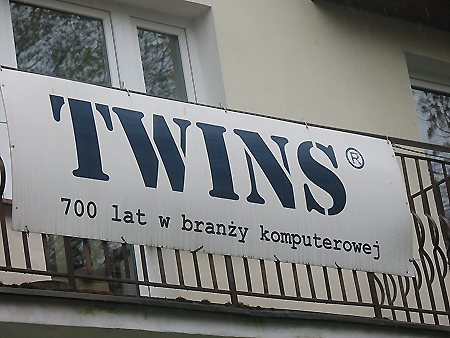 TWINS®
700 lat w branży komputerowej